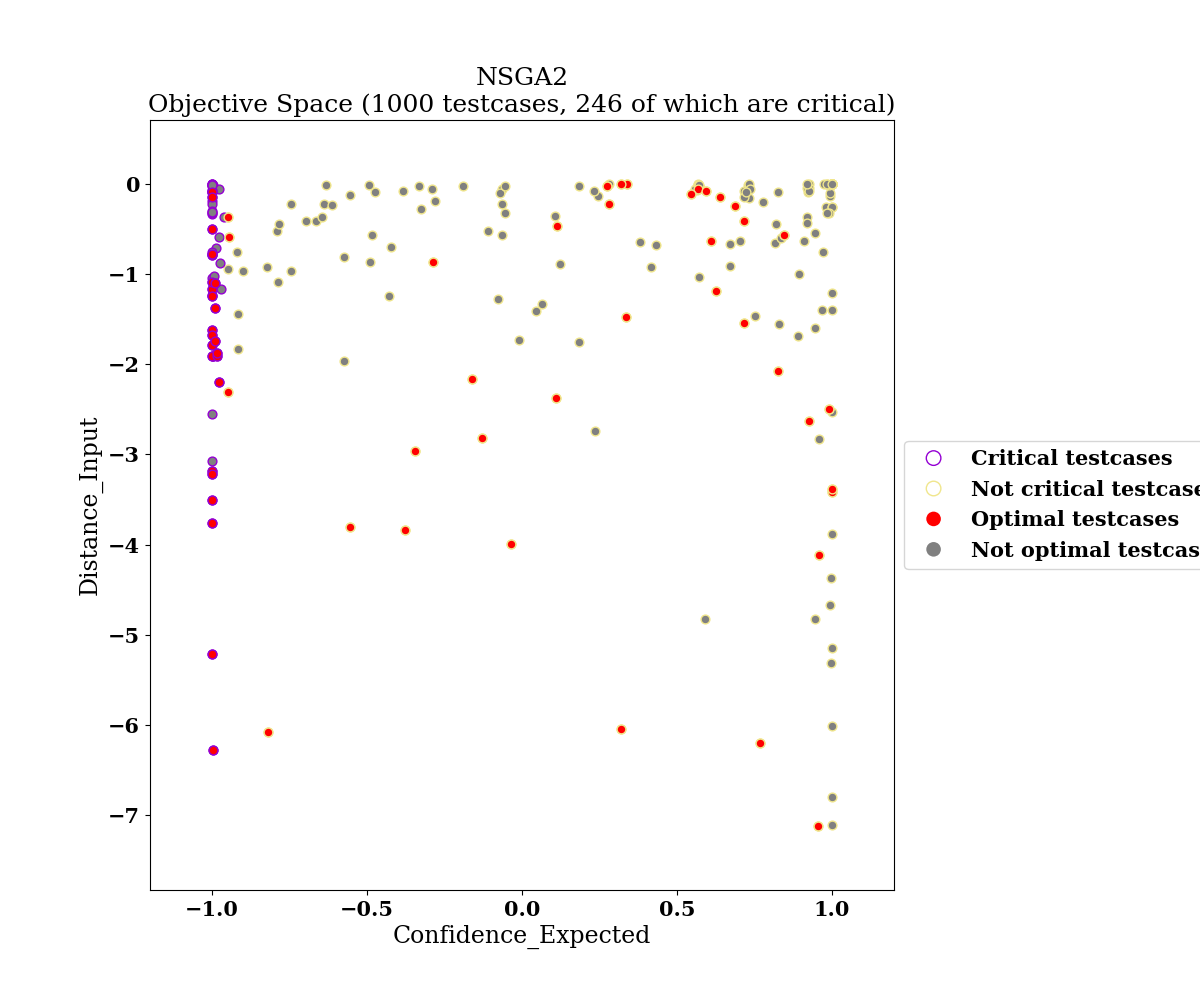 NSGA2
Objective Space (1000 testcases, 246 of which are critical)
0
−1
−2
−3
−4
−5
−6
−7
Distance_Input
−1.0 −0.5 0.0 0.5 1.0
Confidence_Expected
Critical testcases
Not critical testcase
Optimal testcases
Not optimal testcas